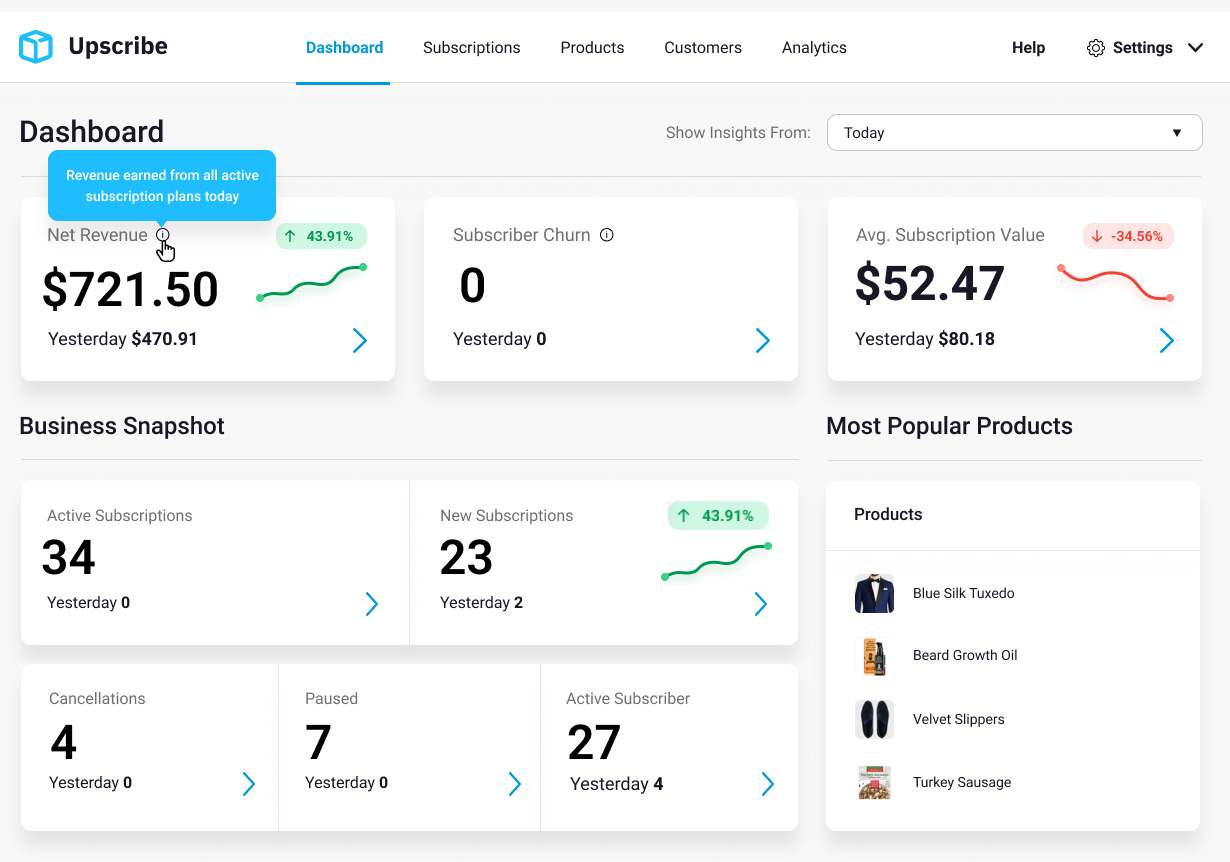 Upscribe
Dashboard
Subscriptions
Products
Customers
Analytics
Help
Settings
Dashboard
Show Insights From:
Today
Revenue earned from all active
subscription plans today
Net Revenue
43.91%
$721.50
Yesterday $470.91
Subscriber Churn
0
Yesterday 0
Avg. Subscription Value
-34.56%
$52.47
Yesterday $80.18
Business Snapshot
Active Subscriptions
34
Yesterday 0
New Subscriptions
43.91%
23
Yesterday 2
Cancellations
4
Yesterday 0
Paused
7
Yesterday 0
Active Subscriber
27
Yesterday 4
Most Popular Products
Products
Blue Silk Tuxedo
Beard Growth Oil
Velvet Slippers
Turkey Sausage